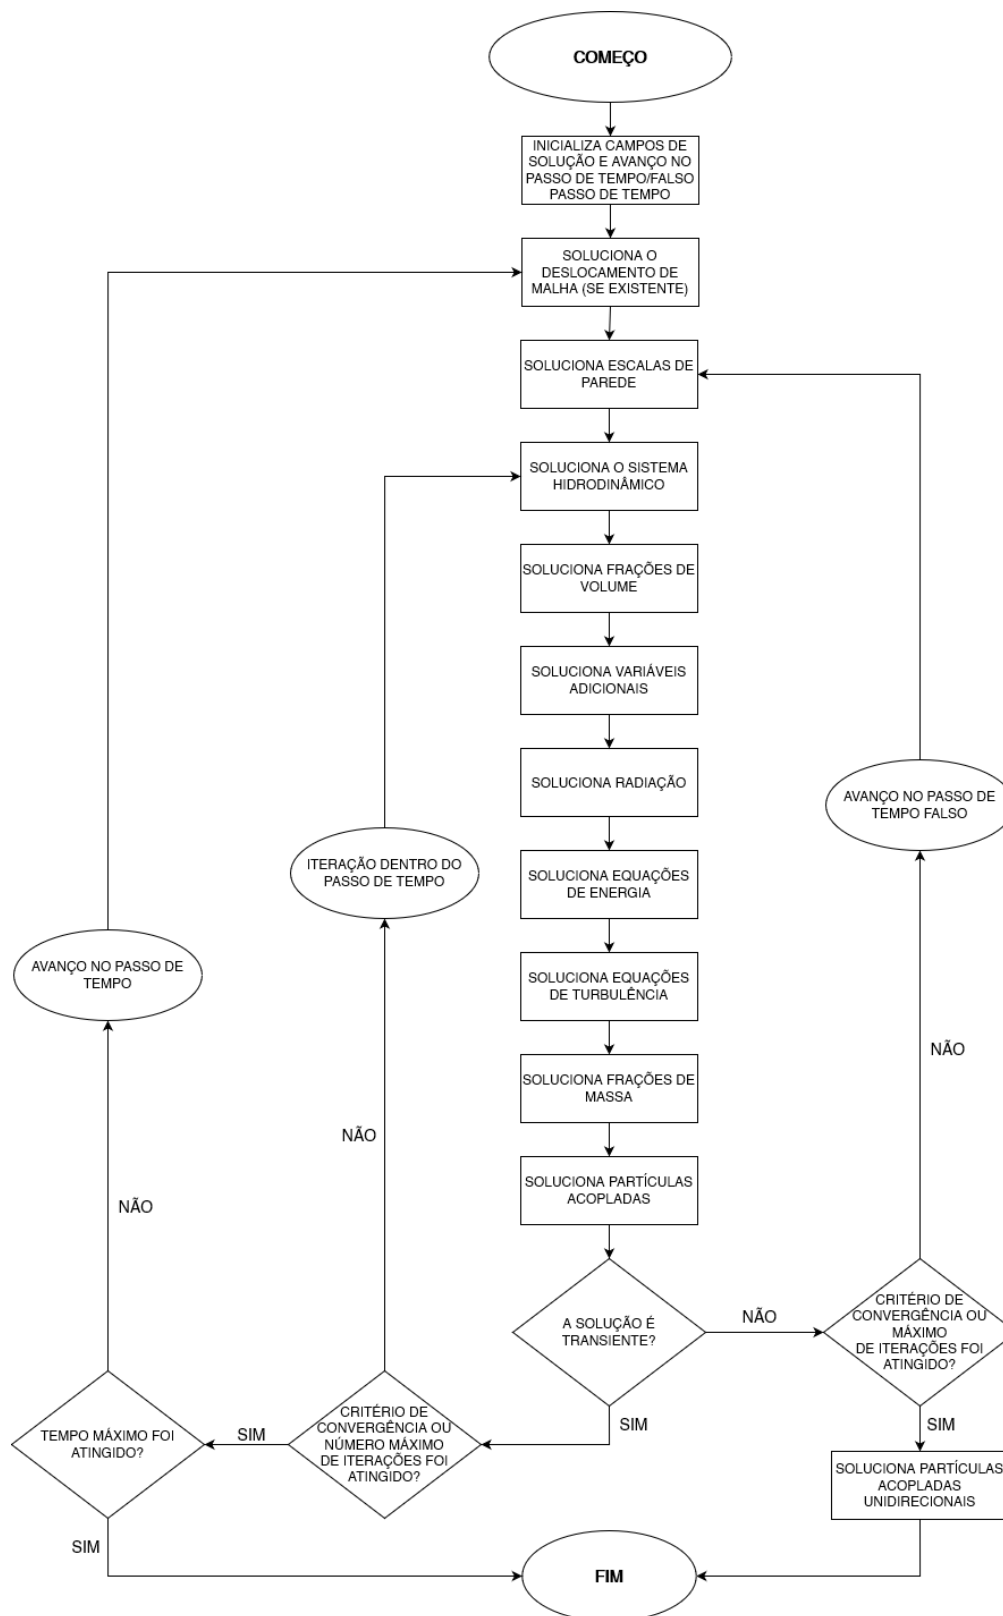 COMEÇO
INICIALIZA CAMPOS DE
SOLUÇÃO E AVANÇO NO
PASSO DE TEMPO/FALSO
PASSO DE TEMPO
SOLUCIONA O
DESLOCAMENTO DE
MALHA (SE EXISTENTE)
SOLUCIONA ESCALAS DE
PAREDE
SOLUCIONA O SISTEMA
HIDRODINÂMICO
SOLUCIONA FRAÇÕES DE
VOLUME
SOLUCIONA VARIÁVEIS
ADICIONAIS
SOLUCIONA RADIAÇÃO
AVANÇO NO PASSO DE
TEMPO FALSO
ITERAÇÃO DENTRO DO
PASSO DE TEMPO
SOLUCIONA EQUAÇÕES
DE ENERGIA
AVANÇO NO PASSO DE
TEMPO
SOLUCIONA EQUAÇÕES
DE TURBULÊNCIA
NÃO
SOLUCIONA FRAÇÕES DE
MASSA
NÃO
SOLUCIONA PARTÍCULAS
ACOPLADAS
NÃO
A SOLUÇÃO É
TRANSIENTE?
NÃO
CRITÉRIO DE
CONVERGÊNCIA OU
MÁXIMO
DE ITERAÇÕES FOI
ATINGIDO?
SIM
SIM
TEMPO MÁXIMO FOI
ATINGIDO?
SIM
CRITÉRIO DE
CONVERGÊNCIA OU
NÚMERO MÁXIMO
DE ITERAÇÕES FOI
ATINGIDO?
SOLUCIONA PARTÍCULAS
ACOPLADAS
UNIDIRECIONAIS
SIM
FIM